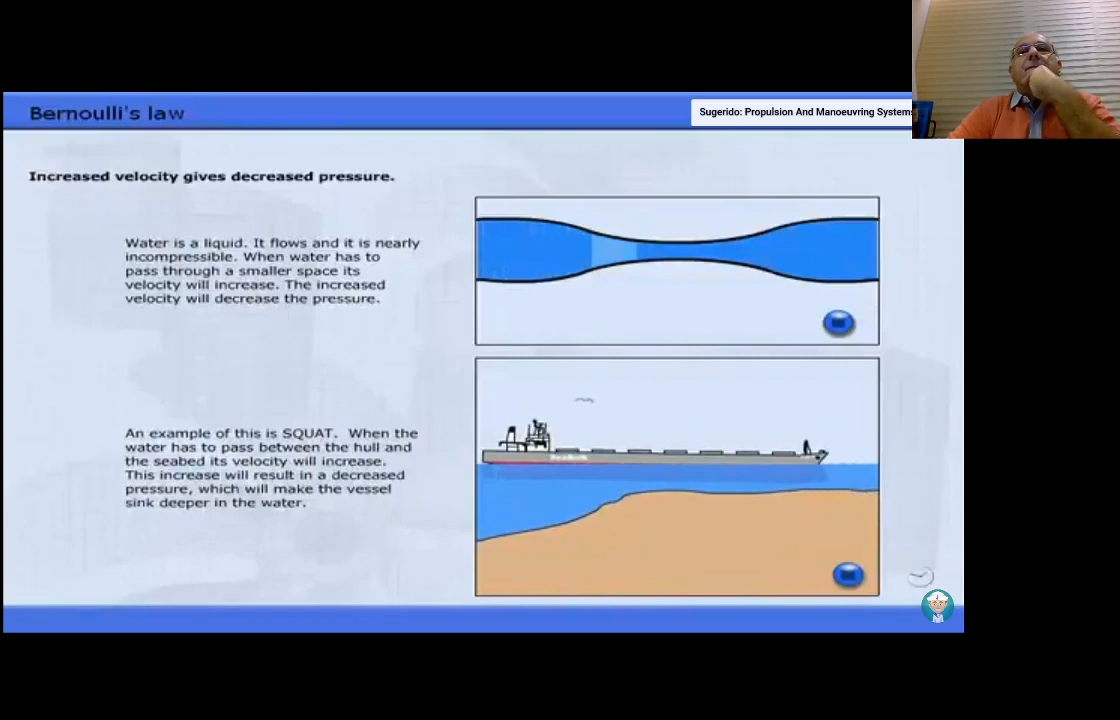 Bernoulli's law
Sugerido: Propulsion And Manoeuvring Systems
Increased velocity gives decreased pressure.
Water is a liquid. It flows and it is nearly
incompressible. When water has to
pass through a smaller space its
velocity will increase. The increased
velocity will decrease the pressure.
An example of this is SQUAT. When the
water has to pass between the hull and
the seabed its velocity will increase.
This increase will result in a decreased
pressure, which will make the vessel
sink deeper in the water.